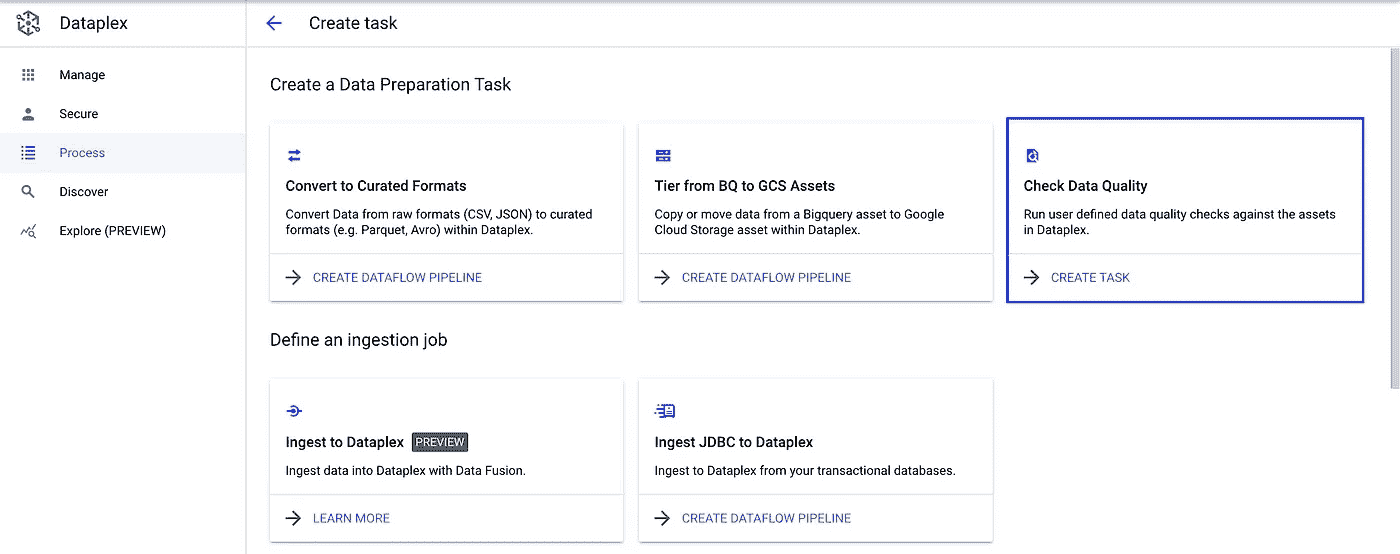 Dataplex
Create task
Manage
Secure
Process
Discover
Explore (PREVIEW)
Create a Data Preparation Task
Convert to Curated Formats
Convert Data from raw formats (CSV, JSON) to curated
formats (e.g. Parquet, Avro) within Dataplex.
CREATE DATAFLOW PIPELINE
Tier from BQ to GCS Assets
Copy or move data from a Bigquery asset to Google
Cloud Storage asset within Dataplex.
CREATE DATAFLOW PIPELINE
Check Data Quality
Run user defined data quality checks against the assets
in Dataplex.
CREATE TASK
Define an ingestion job
Ingest to Dataplex PREVIEW
Ingest data into Dataplex with Data Fusion.
LEARN MORE
Ingest JDBC to Dataplex
Ingest to Dataplex from your transactional databases.
CREATE DATAFLOW PIPELINE